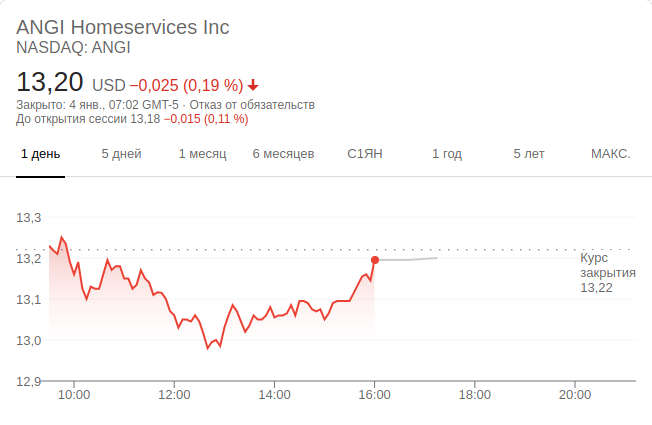 ANGI Homeservices Inc
NASDAQ: ANGI
13,20 USD −0,025 (0,19 %)
Закрыто: 4 янв., 07:02 GMT-5 · Отказ от обязательств
До открытия сессии 13,18 −0,015 (0,11 %)
1 день 5 дней 1 месяц 6 месяцев С1ЯН 1 год 5 лет МАКС.
13,3
13,2
13,1
13,0
12,9
Курс
закрытия
13,22
10:00 12:00 14:00 16:00 18:00 20:00